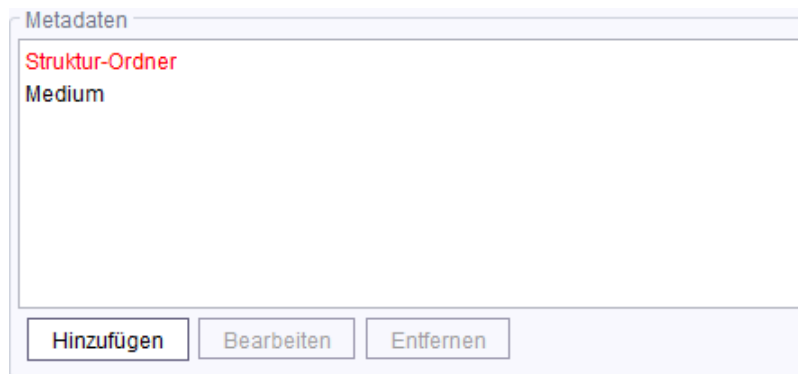 Metadaten
Struktur-Ordner
Medium
Hinzufügen Bearbeiten Entfernen